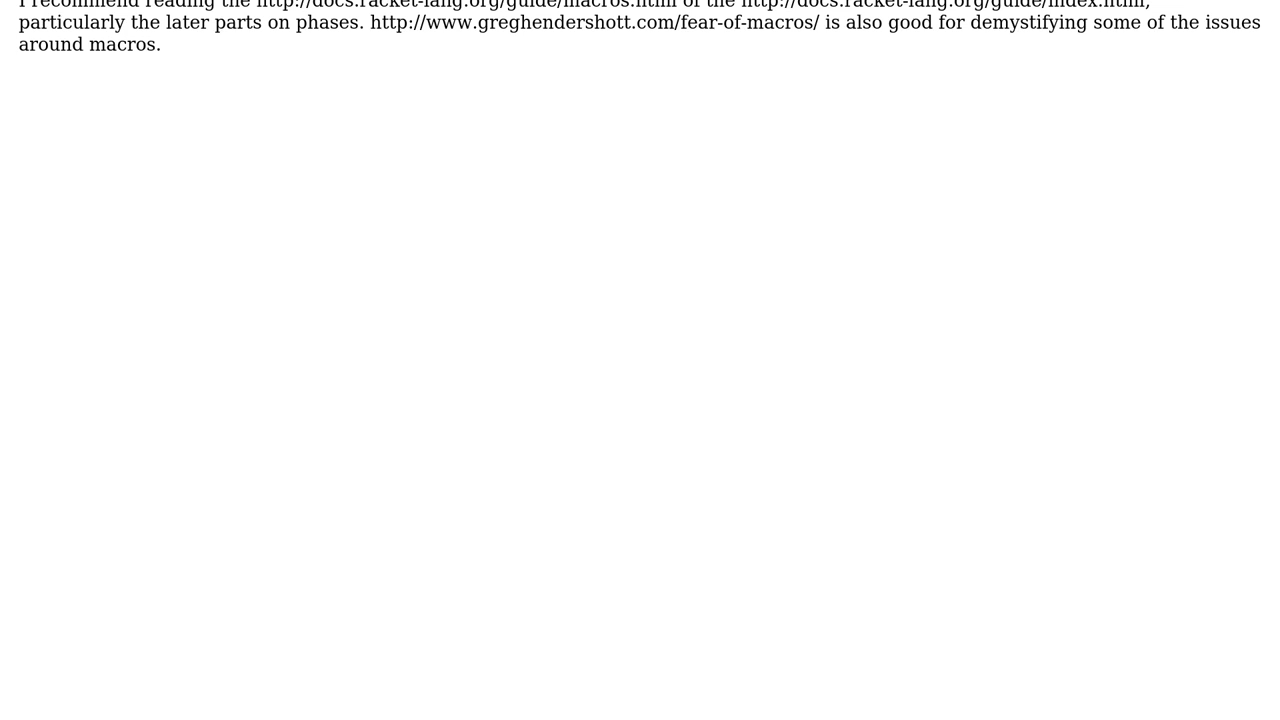 I recommend reading the http://docs.racket-lang.org/guide/macros.html of the http://docs.racket-lang.org/guide/index.html,
particularly the later parts on phases. http://www.greghendershott.com/fear-of-macros/ is also good for demystifying some of the issues
around macros.